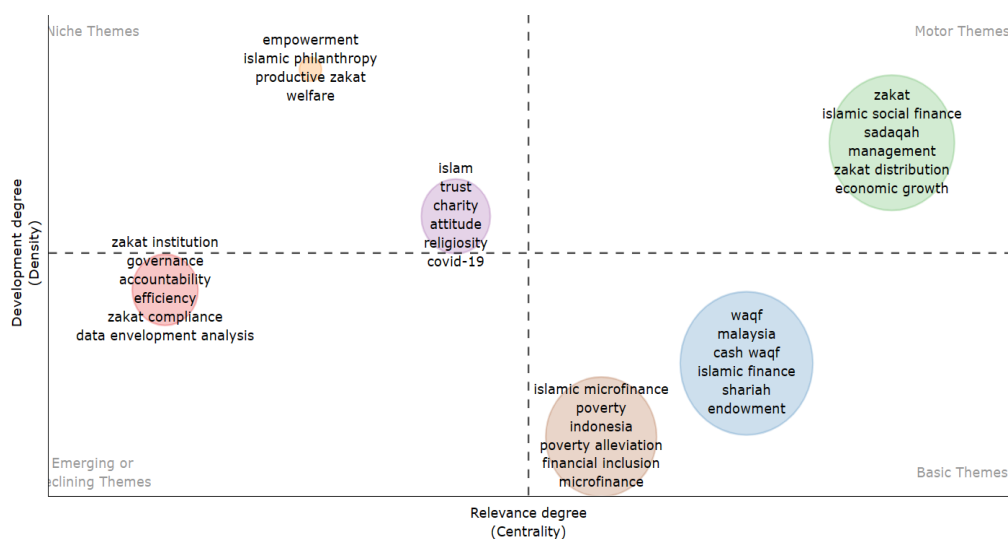 Niche Themes
Motor Themes
empowerment
islamic philanthropy
productive zakat
welfare
zakat
islamic social finance
sadaqah
management
zakat distribution
economic growth
islam
trust
charity
attitude
religiosity
covid-19
zakat institution
governance
accountability
efficiency
zakat compliance
data envelopment analysis
waqf
malaysia
cash waqf
islamic finance
shariah
endowment
islamic microfinance
poverty
indonesia
poverty alleviation
financial inclusion
microfinance
Emerging or
eclining Themes
Basic Themes
Development degree
(Density)
Relevance degree
(Centrality)